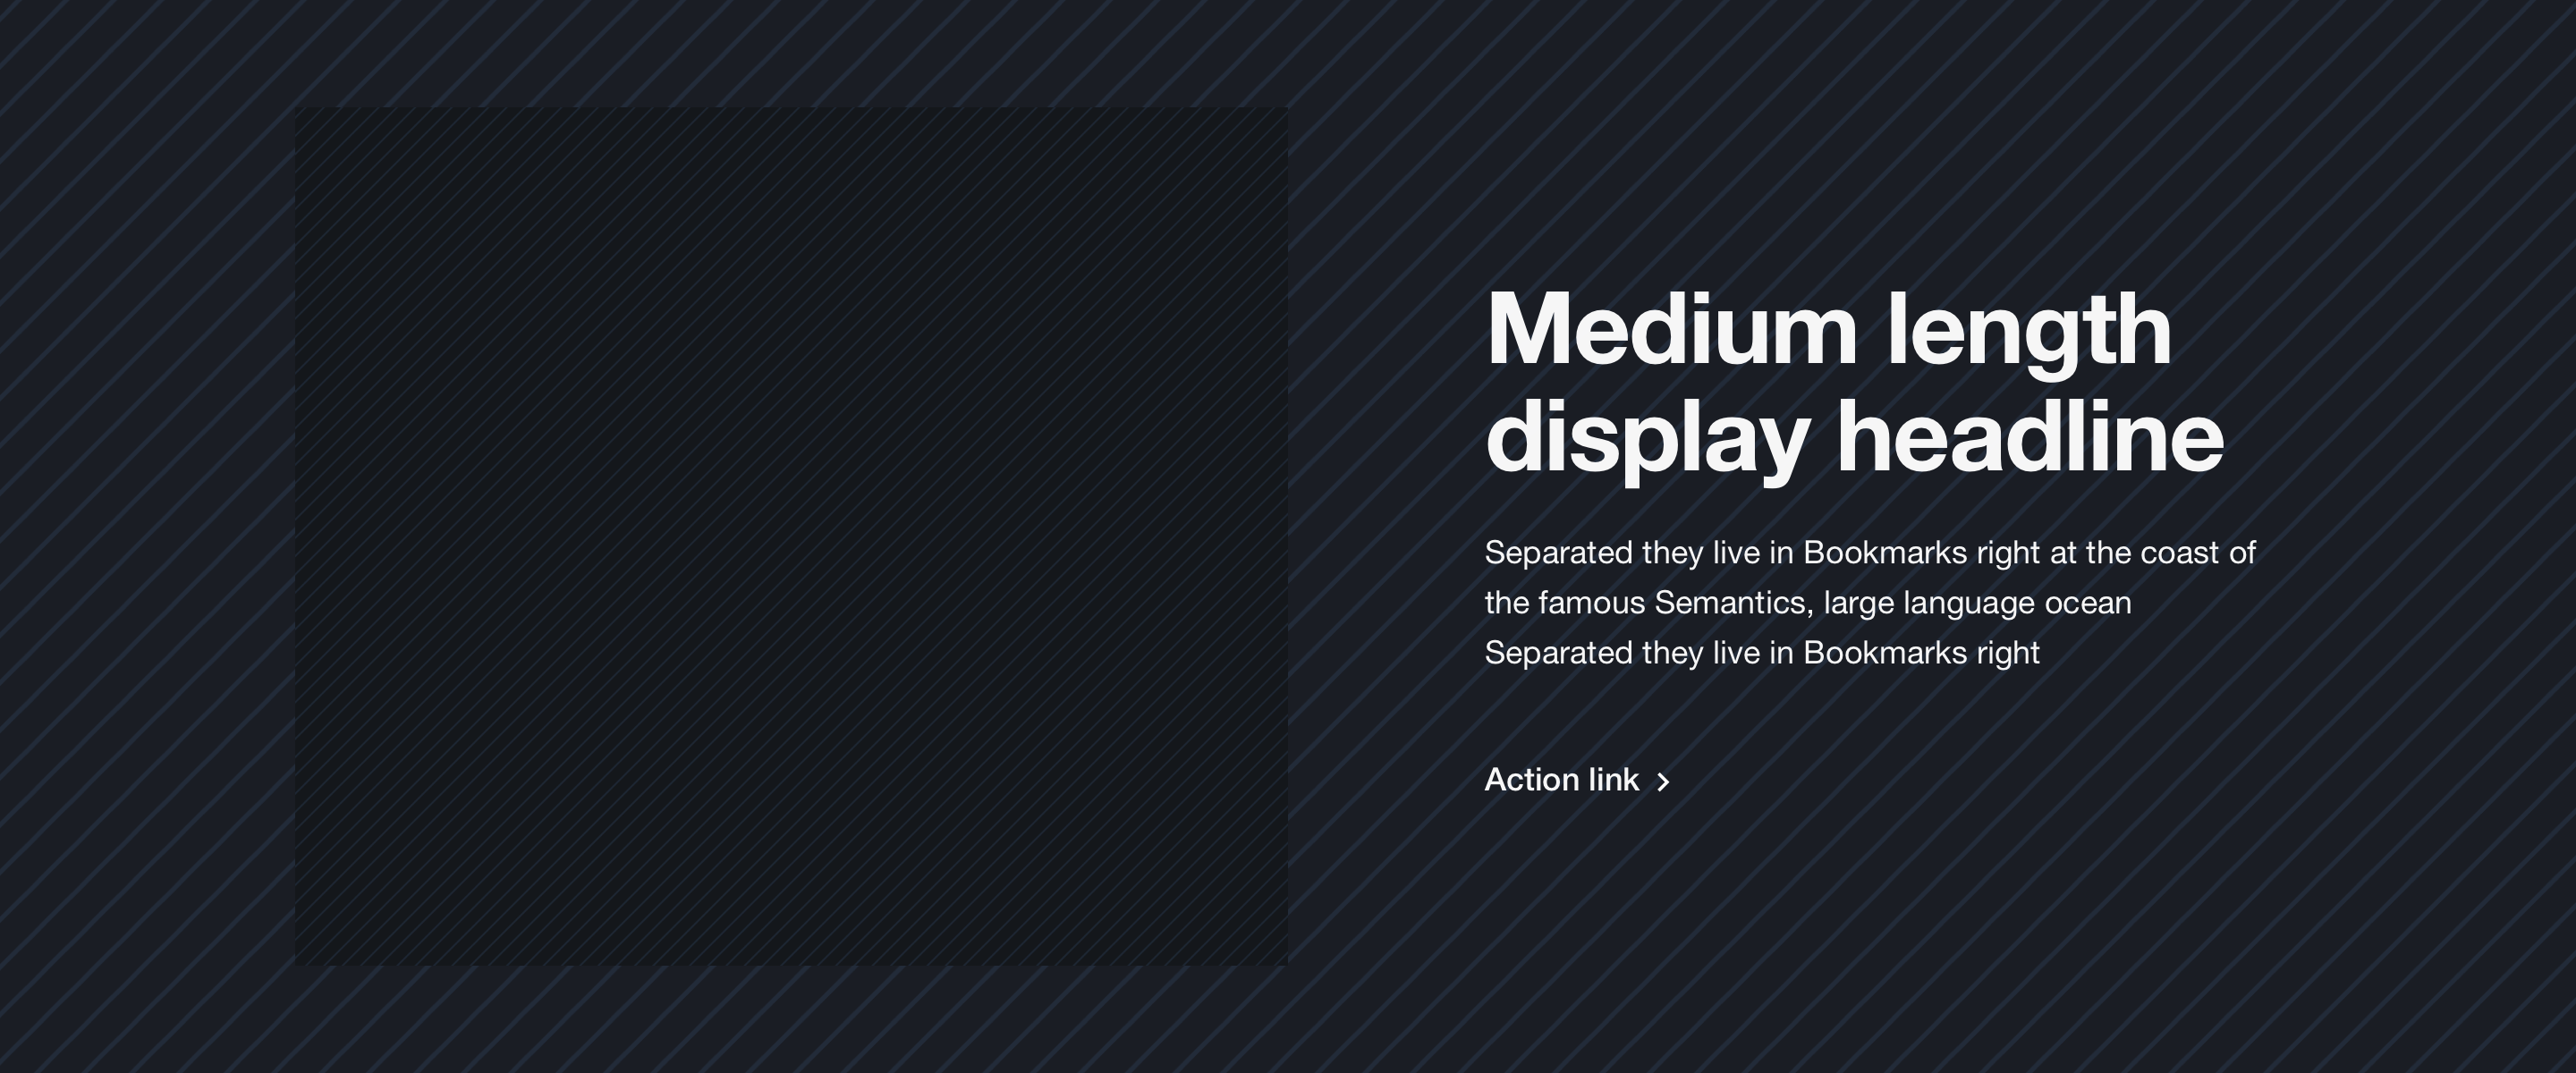 Medium length
display headline
Separated they live in Bookmarks right at the coast of
the famous Semantics, large language ocean
Separated they live in Bookmarks right
Action link